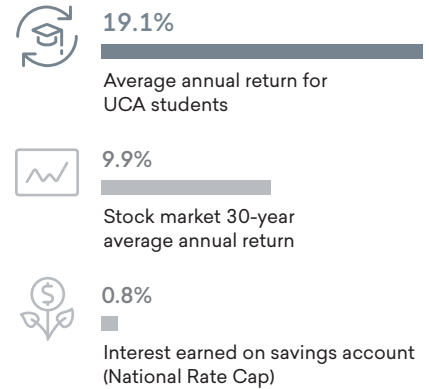 19.1%
Average annual return for
UCA students
9.9%
Stock market 30-year
average annual return
$
0.8%
Interest earned on savings account
(National Rate Cap)